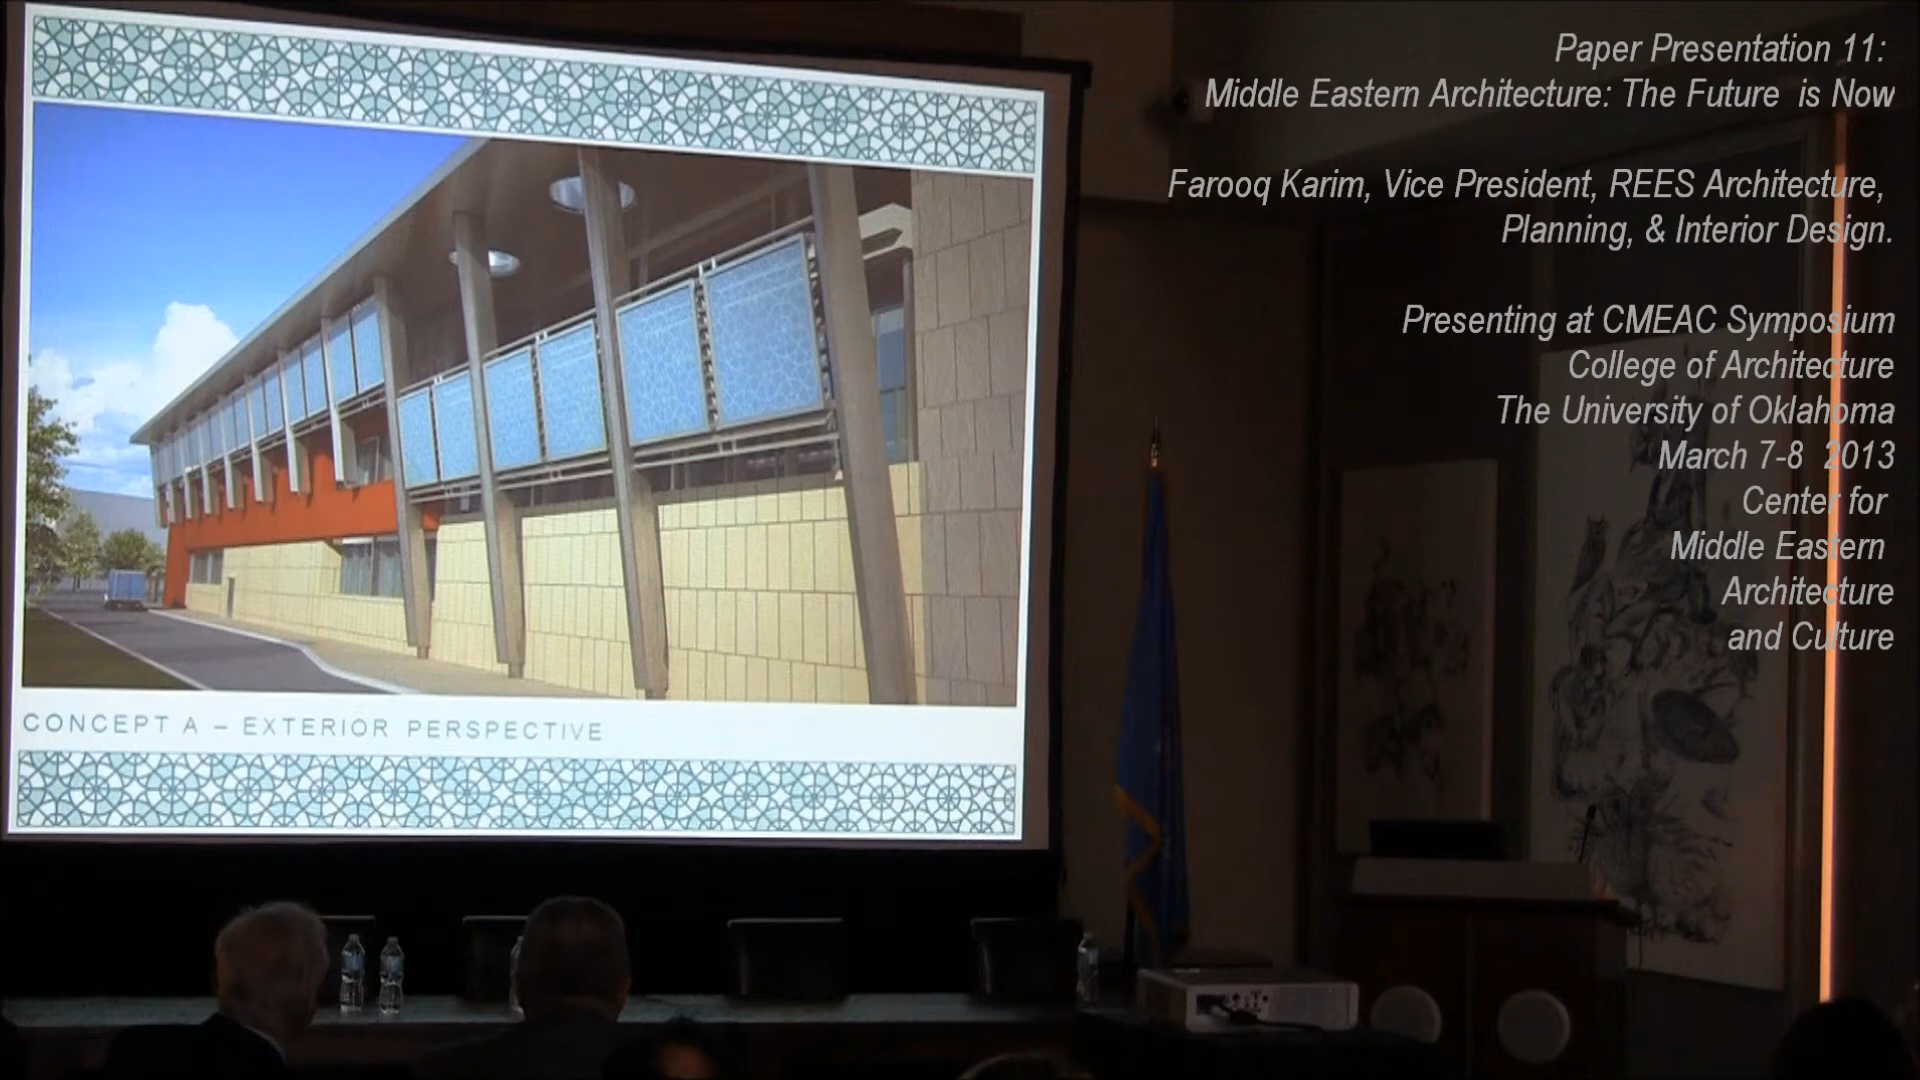 Paper Presentation 11:
Middle Eastern Architecture: The Future is Now
Farooq Karim, Vice President, REES Architecture,
Planning, & Interior Design.
Presenting at CMEAC Symposium
College of Architecture
The University of Oklahoma
March 7-8 2013
Center for
Middle Eastern
Architecture
and Culture
CONCEPT A – EXTERIOR PERSPECTIVE